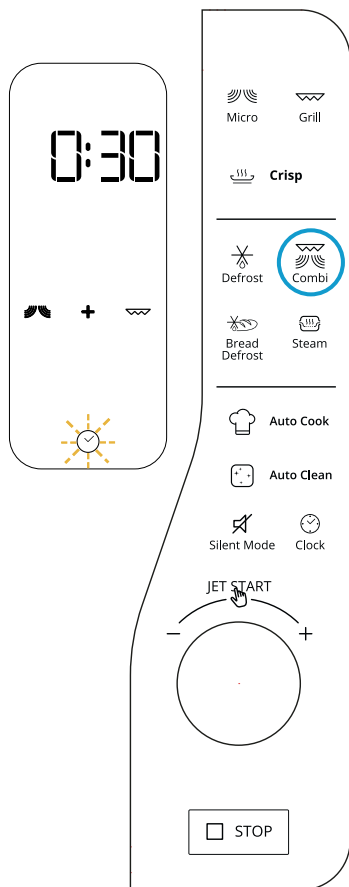 0:30
+
Micro Grill
Crisp
Defrost Combi
Bread Steam
Defrost
Auto Cook
Auto Clean
Silent Mode Clock
JET START
− +
STOP